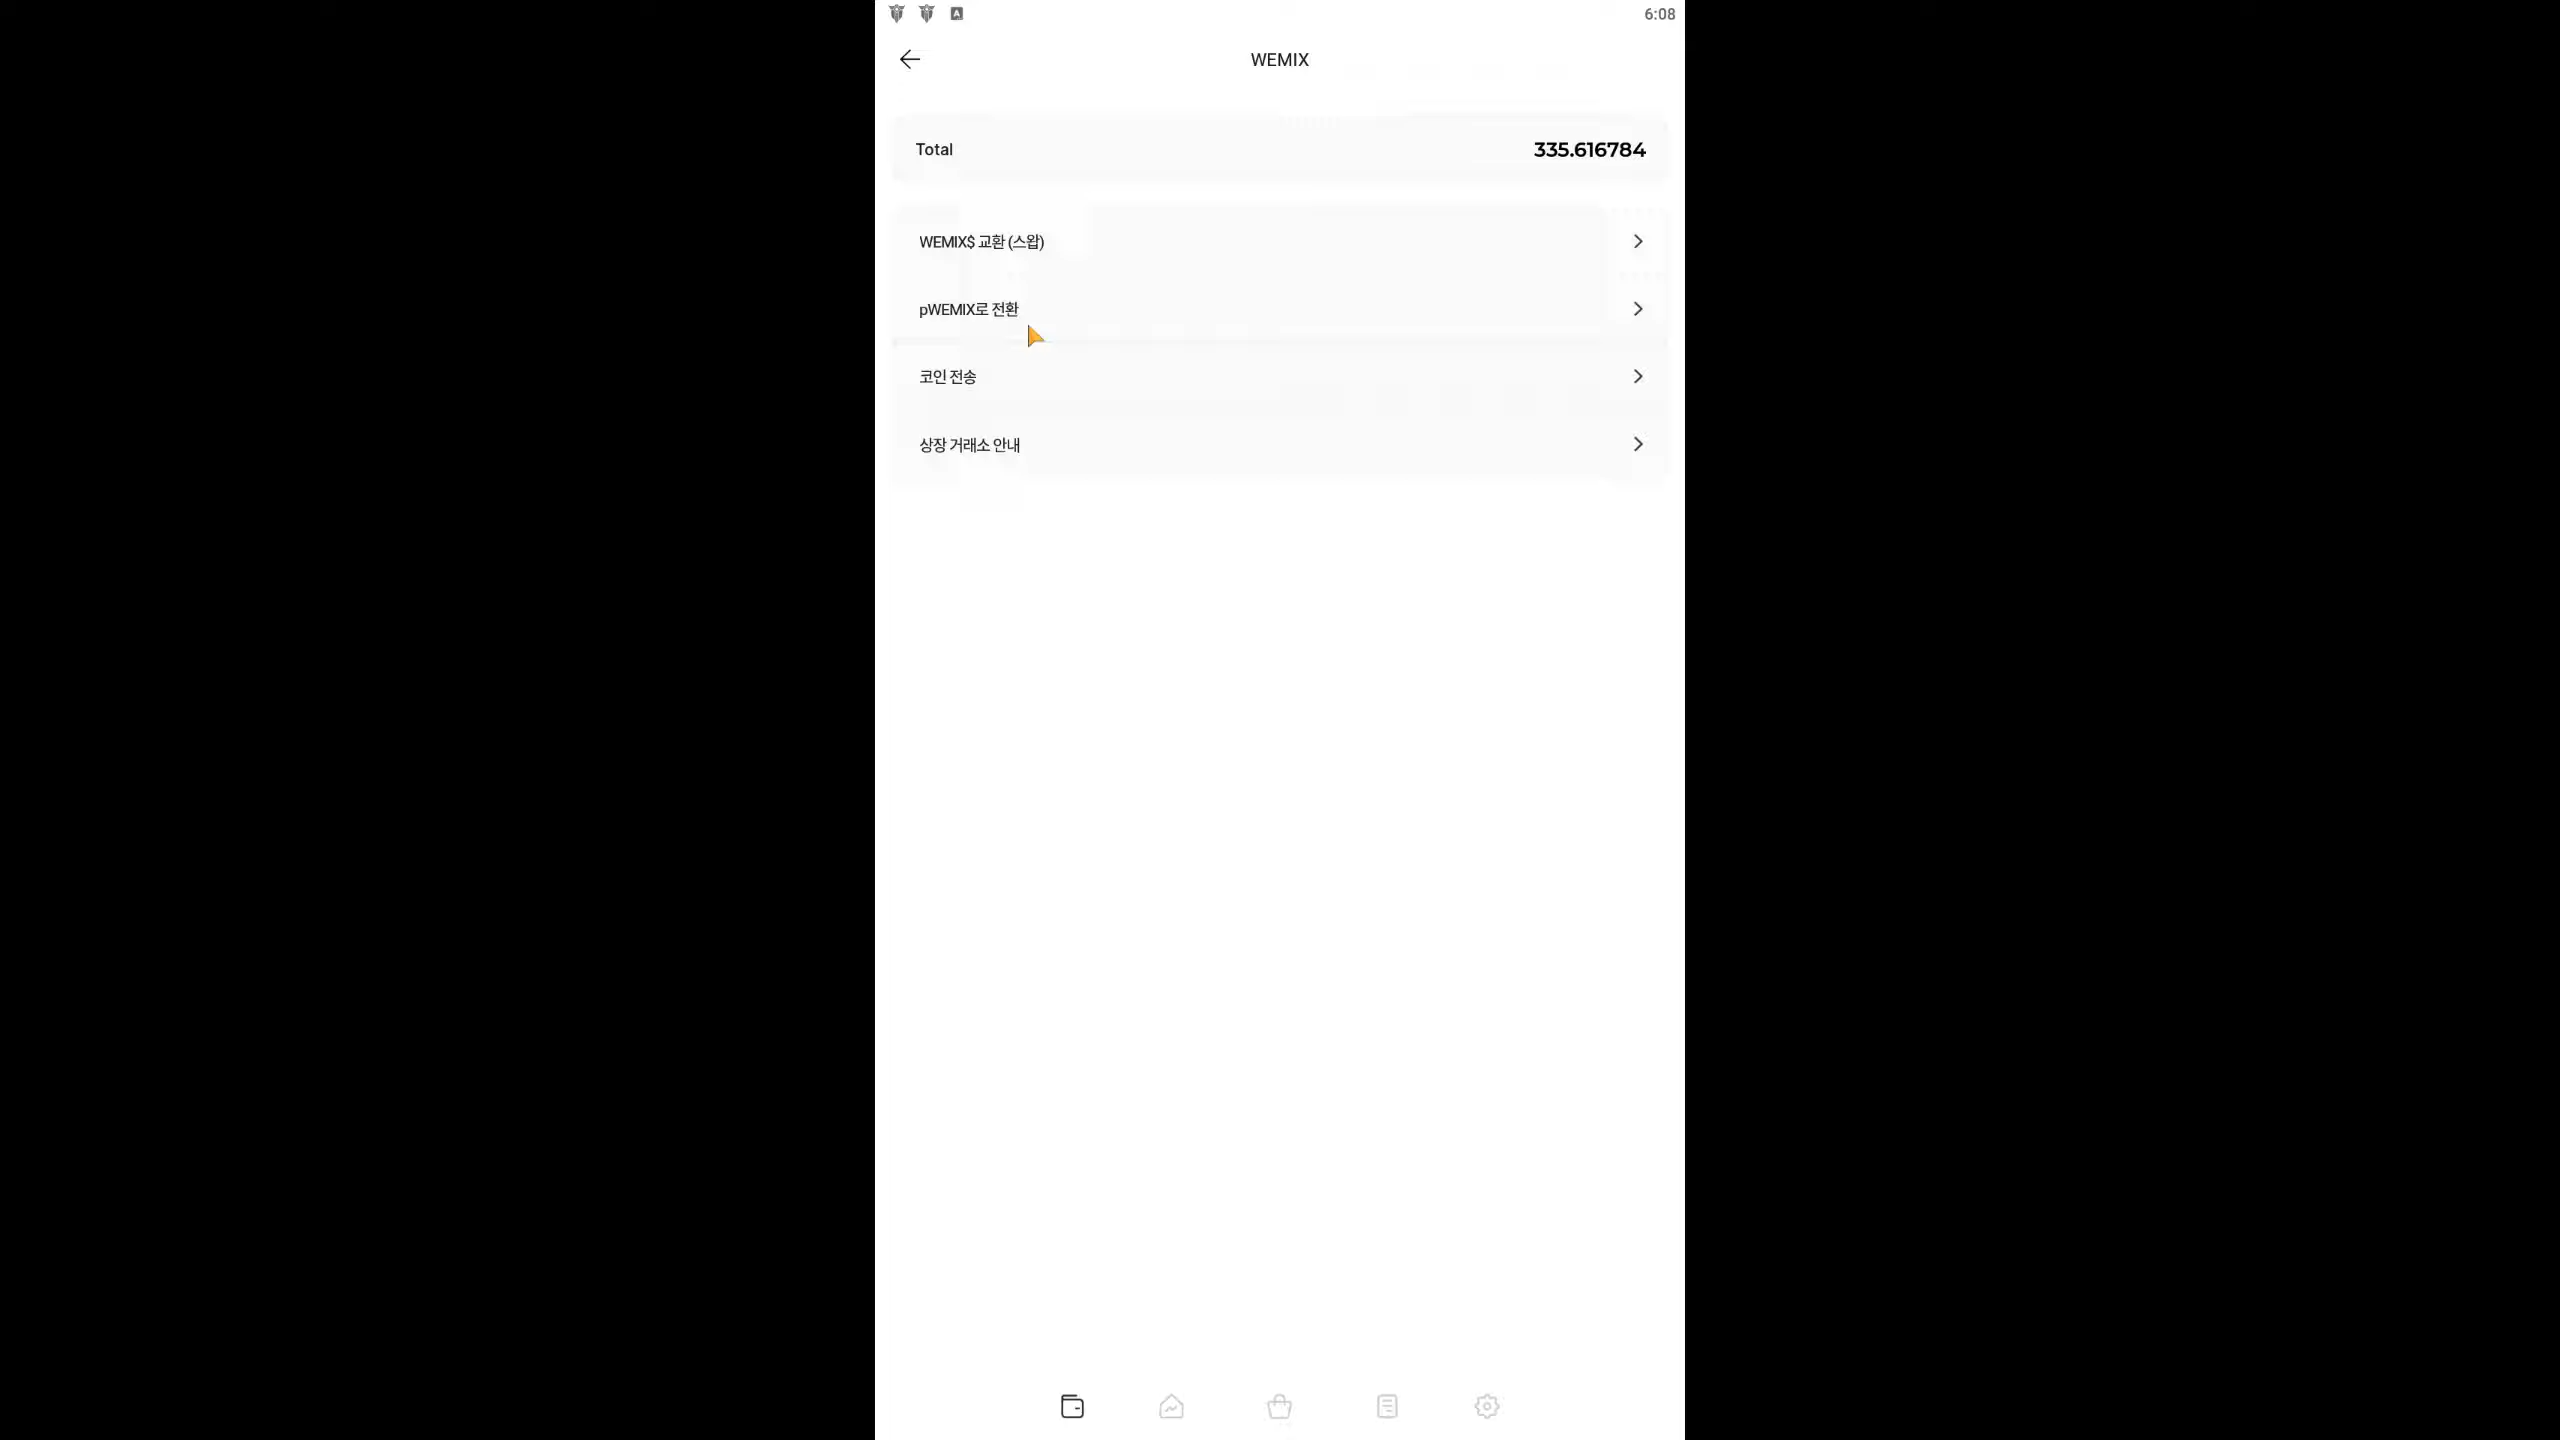 6:08
WEMIX
Total 335.616784
WEMIX$ 교환 (스왑)
pWEMIX로 전환
코인 전송
상장 거래소 안내